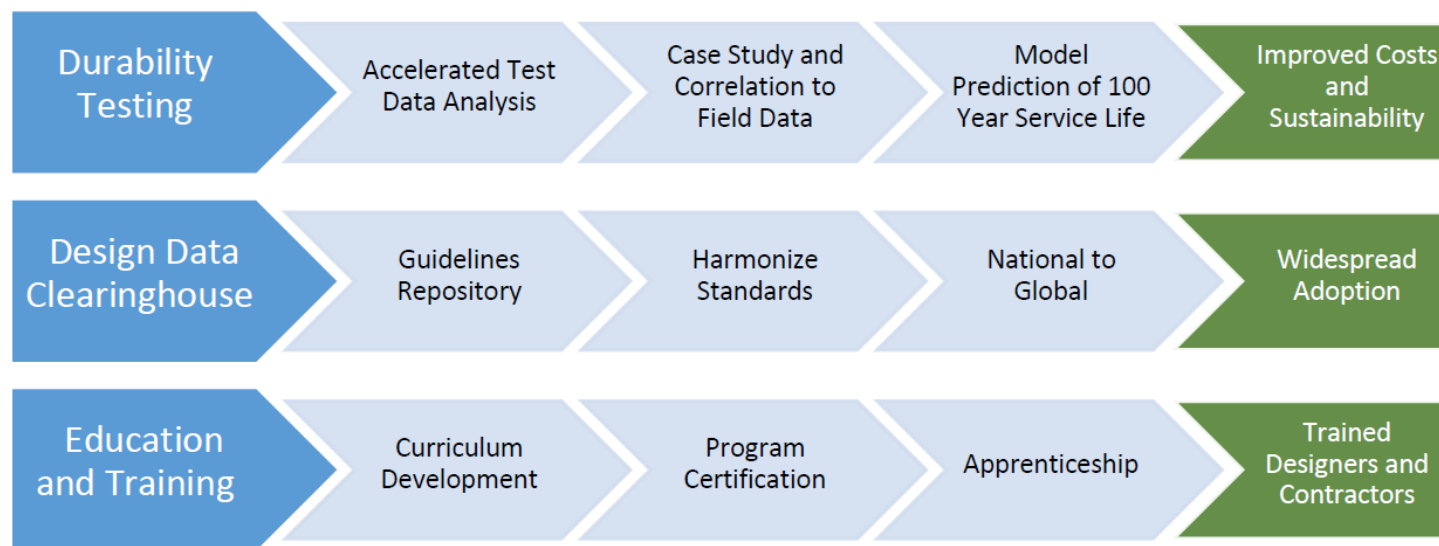 Durability
Testing
Accelerated Test
Data Analysis
Case Study and
Correlation to
Field Data
Model
Prediction of 100
Year Service Life
Improved Costs
and
Sustainability
Design Data
Clearinghouse
Guidelines
Repository
Harmonize
Standards
National to
Global
Widespread
Adoption
Education
and Training
Curriculum
Development
Program
Certification
Apprenticeship
Trained
Designers and
Contractors